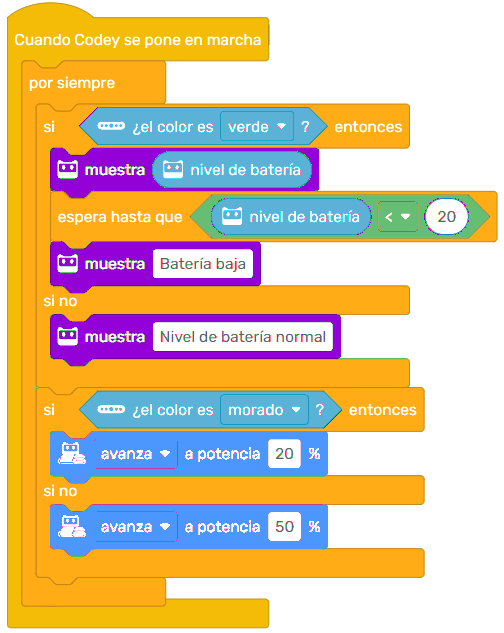 Cuando Codey se pone en marcha
por siempre
si ¿el color es verde ? entonces
muestra nivel de batería
espera hasta que nivel de batería < 20
muestra Batería baja
si no
muestra Nivel de batería normal
si ¿el color es morado ? entonces
avanza a potencia 20 %
si no
avanza a potencia 50 %